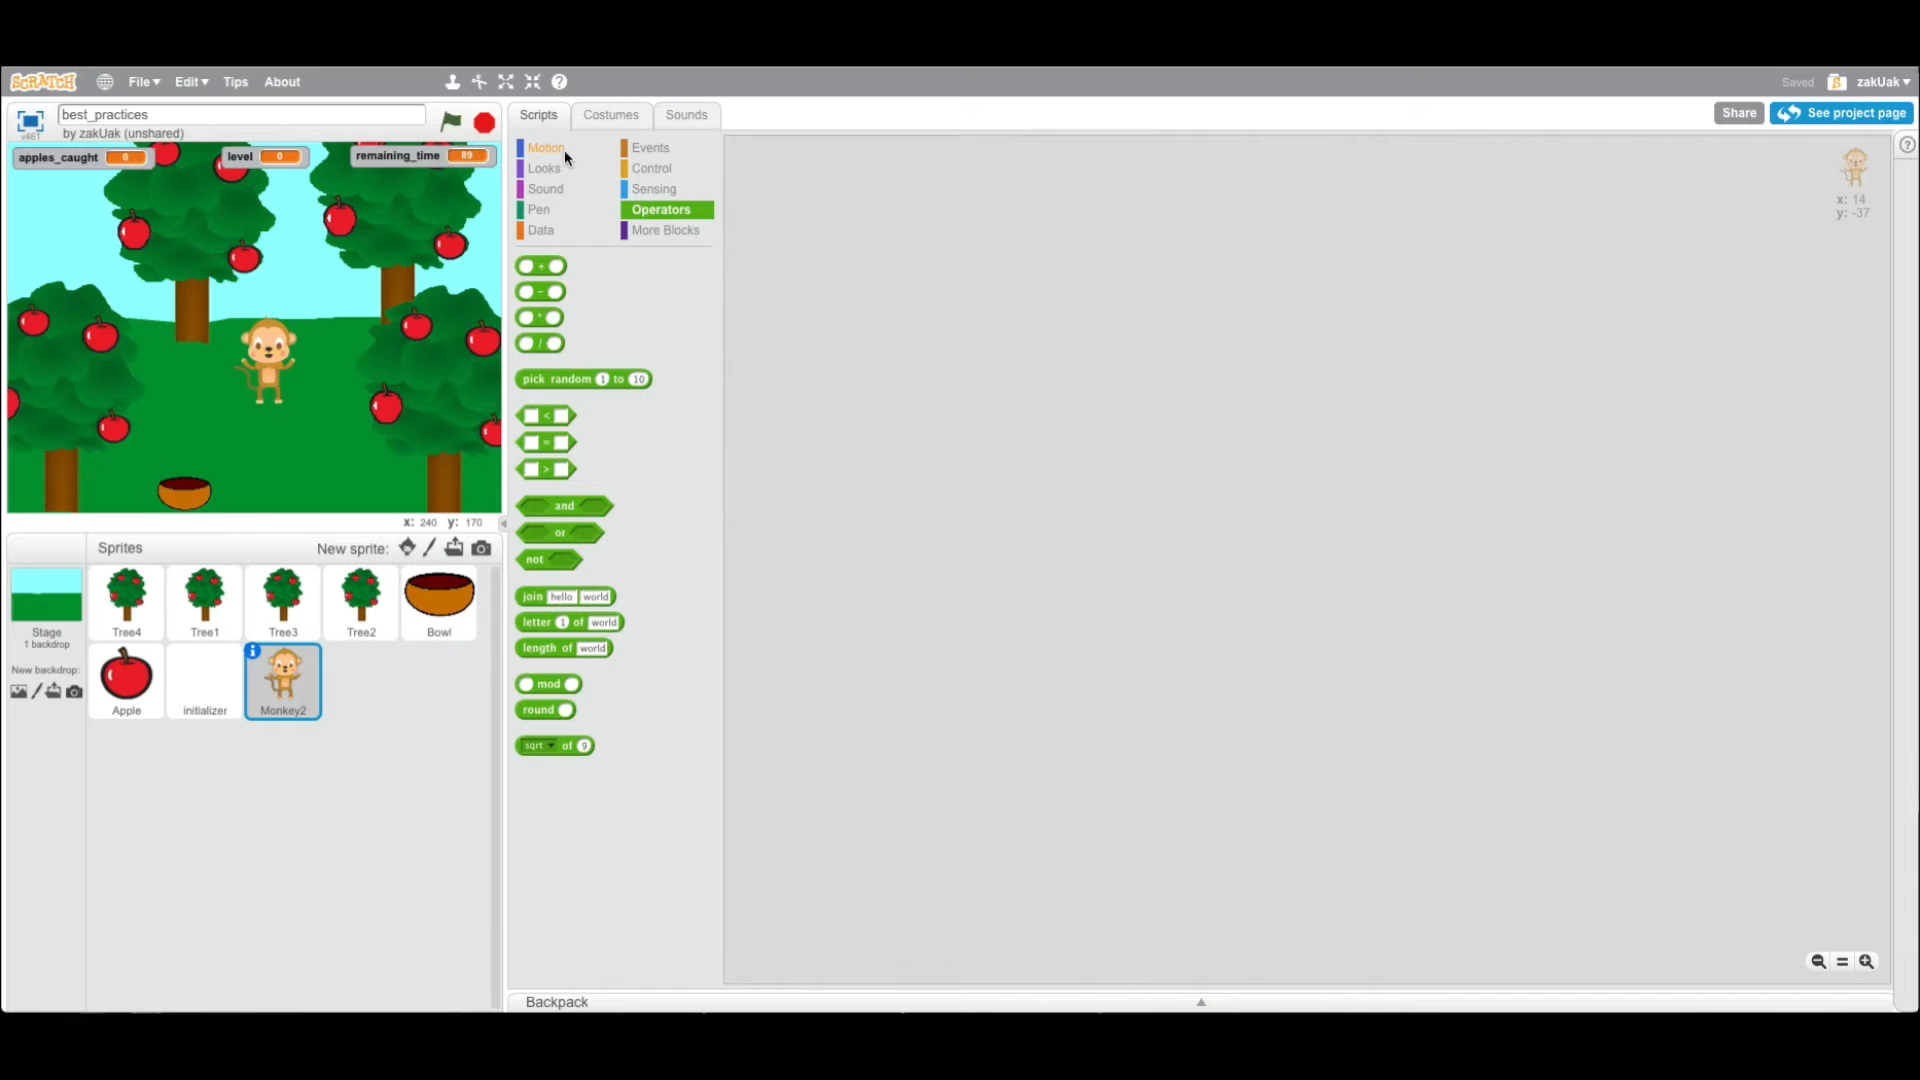 SCRATCH File Edit Tips About Saved zakUak
best_practices
by zakUak (unshared)
v461
Scripts Costumes Sounds
Share See project page
apples_caught 0 level 0 remaining_time 89
Motion Events
Looks Control
Sound Sensing
Pen Operators
Data More Blocks
+
-
*
/
pick random 1 to 10
<
=
>
and
or
not
join hello world
letter 1 of world
length of world
mod
round
sqrt of 9
x: 14
y: -37
x: 240 y: 170
Sprites New sprite:
Stage
1 backdrop
New backdrop:
Tree4 Tree1 Tree3 Tree2 Bowl
Apple initializer Monkey2
Backpack